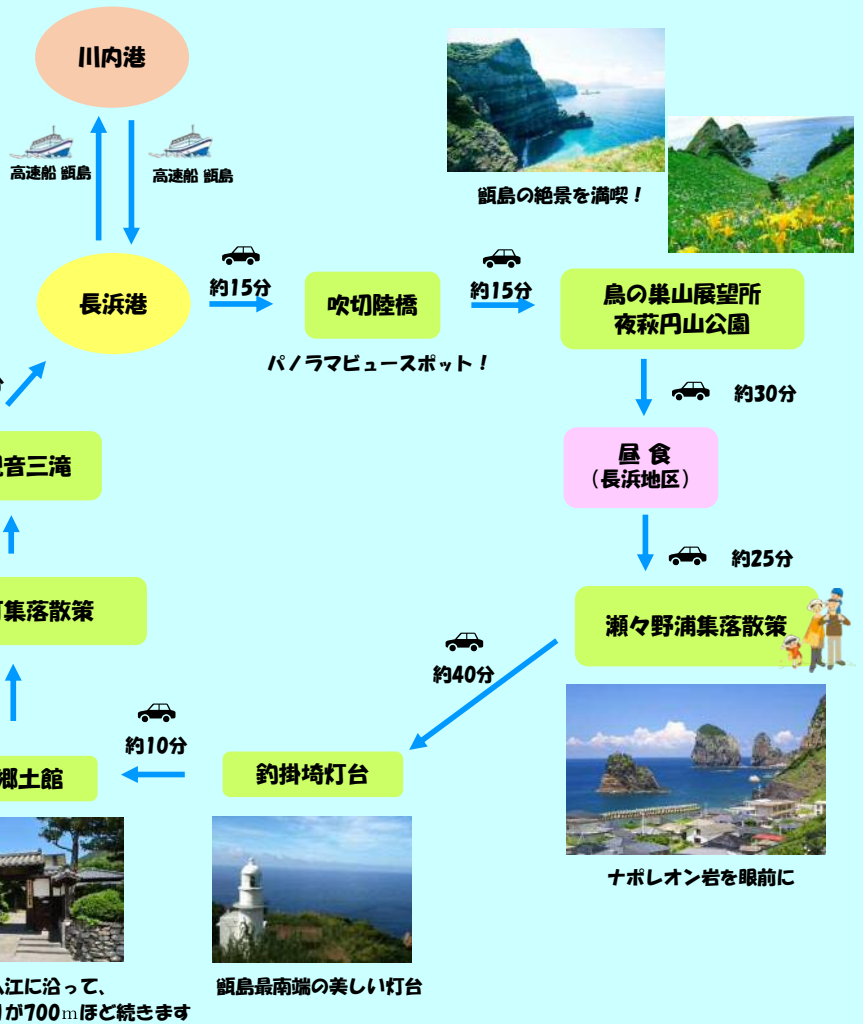 川内港
高速船 甑島
高速船 甑島
甑島の絶景を満喫！
長浜港
約15分
吹切陸橋
約15分
鳥の巣山展望所
夜萩円山公園
パノラマビュースポット！
約30分
分
音三滝
昼 食
（長浜地区）
約25分
集落散策
瀬々野浦集落散策
約40分
約10分
郷土館
釣掛埼灯台
ナポレオン岩を眼前に
江に沿って、
が700mほど続きます
甑島最南端の美しい灯台